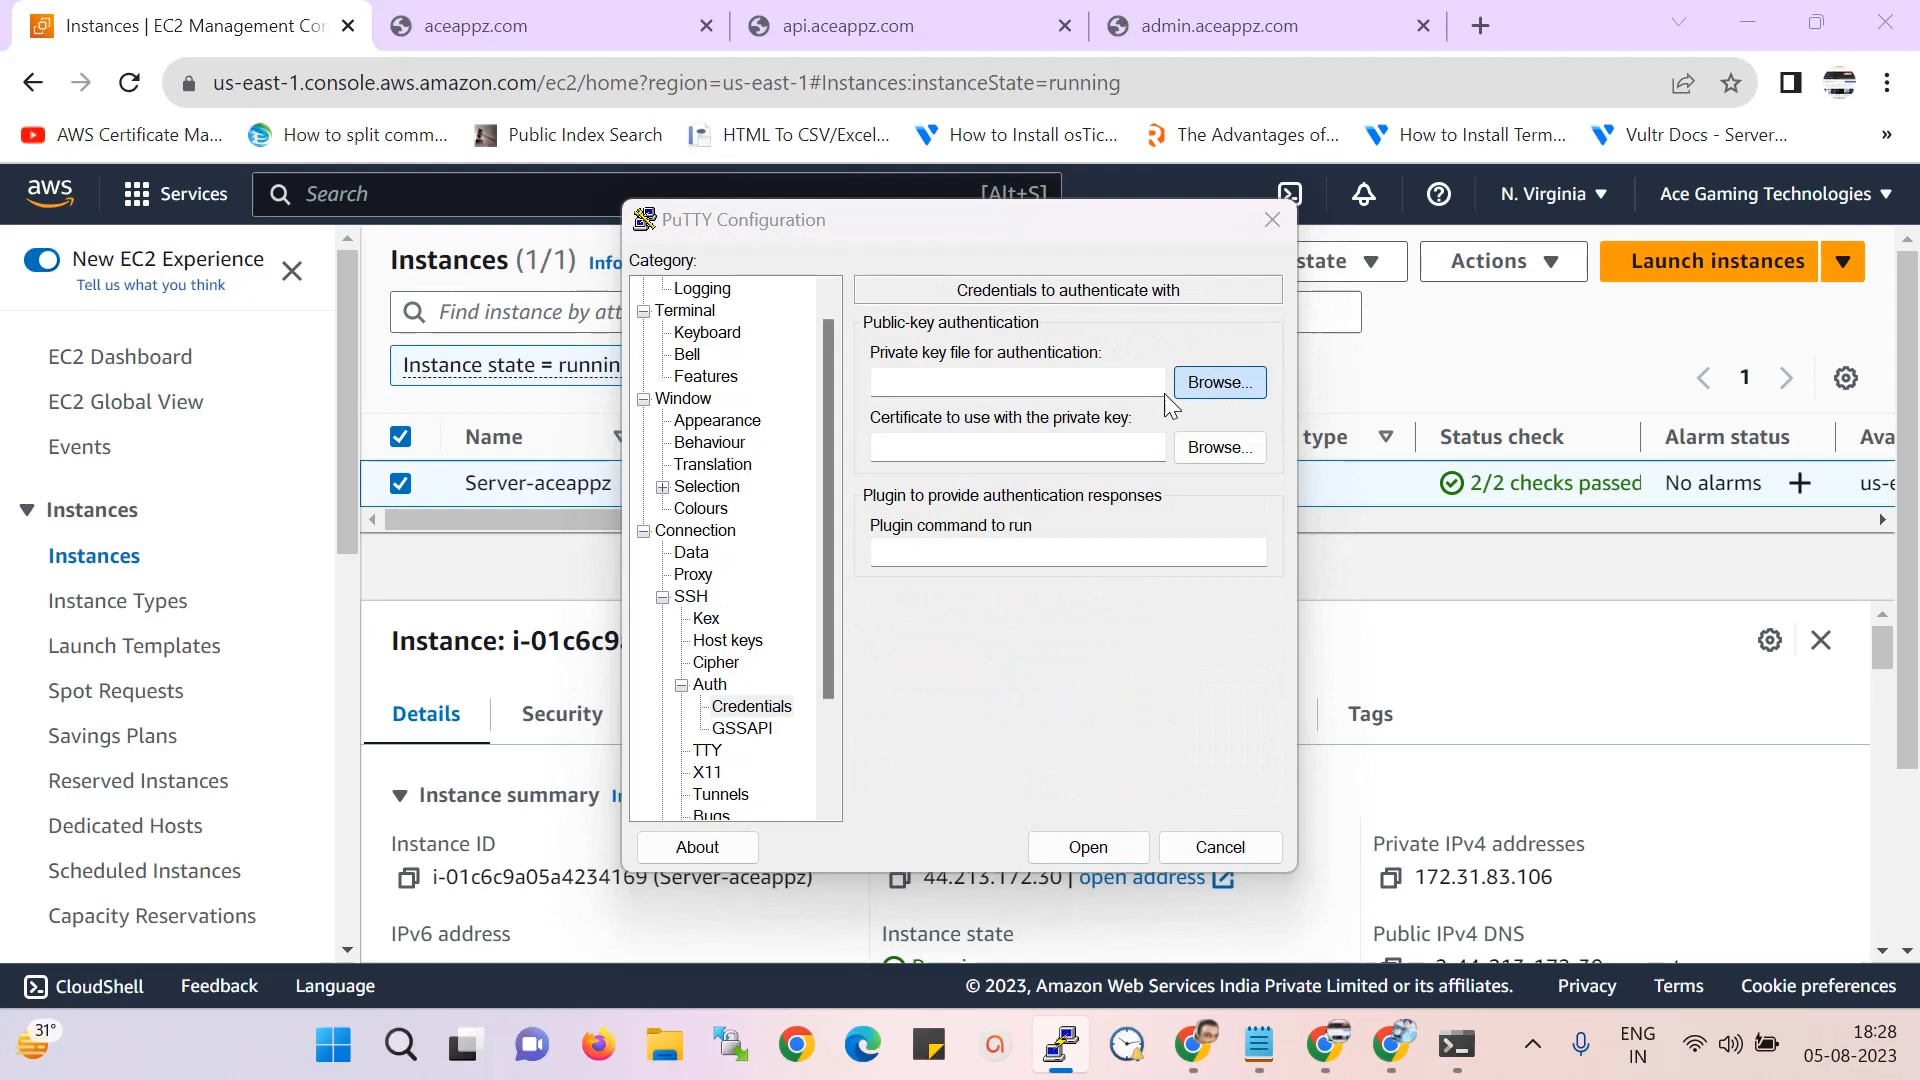 Instances | EC2 Management Con
aceappz.com
api.aceappz.com
admin.aceappz.com
us-east-1.console.aws.amazon.com/ec2/home?region=us-east-1#Instances:instanceState=running
AWS Certificate Ma...
How to split comm...
Public Index Search
HTML To CSV/Excel...
How to Install osTic...
The Advantages of...
How to Install Term...
Vultr Docs - Server...
»
aws
Services
Search
[Alt+S]
N. Virginia
Ace Gaming Technologies
New EC2 Experience
Tell us what you think
EC2 Dashboard
EC2 Global View
Events
Instances
Instances
Instance Types
Launch Templates
Spot Requests
Savings Plans
Reserved Instances
Dedicated Hosts
Scheduled Instances
Capacity Reservations
Instances (1/1) Info
state
Actions
Launch instances
Find instance by att
Instance state = runnin
1
Name
type
Status check
Alarm status
Ava
Server-aceappz
2/2 checks passed
No alarms
us-e
Instance: i-01c6c9
Details
Security
Tags
Instance summary
Instance ID
i-01c6c9a05a4234169 (Server-aceappz)
44.213.172.30 | open address
Private IPv4 addresses
172.31.83.106
IPv6 address
Instance state
Public IPv4 DNS
PuTTY Configuration
Category:
Logging
Terminal
Keyboard
Bell
Features
Window
Appearance
Behaviour
Translation
Selection
Colours
Connection
Data
Proxy
SSH
Kex
Host keys
Cipher
Auth
Credentials
GSSAPI
TTY
X11
Tunnels
Bugs
Credentials to authenticate with
Public-key authentication
Private key file for authentication:
Browse...
Certificate to use with the private key:
Browse...
Plugin to provide authentication responses
Plugin command to run
About
Open
Cancel
CloudShell
Feedback
Language
© 2023, Amazon Web Services India Private Limited or its affiliates.
Privacy
Terms
Cookie preferences
31°
ENG
IN
18:28
05-08-2023